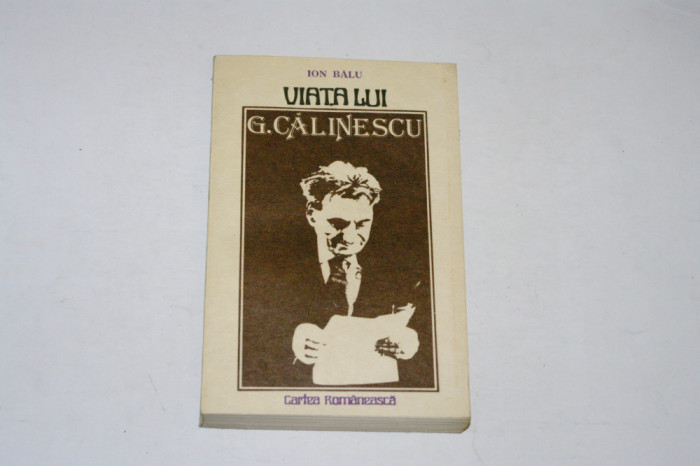 ION BĂLU
VIAȚA LUI
G. CĂLINESCU
Cartea Românească